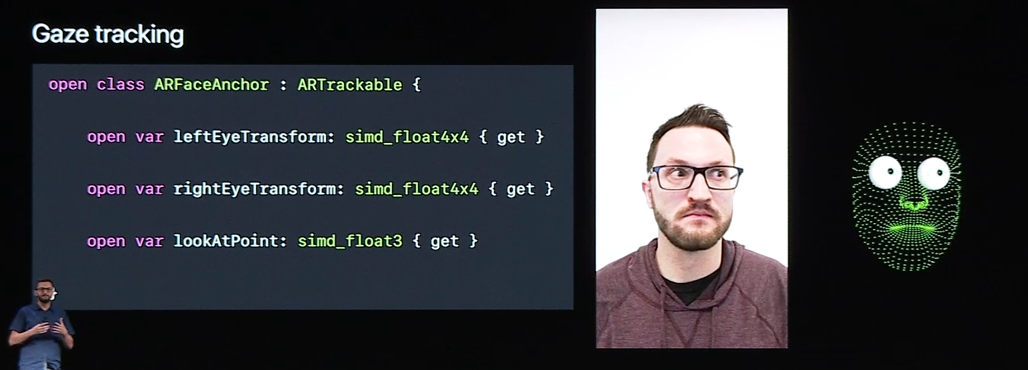 Gaze tracking
open class ARFaceAnchor : ARTrackable {
open var leftEyeTransform: simd_float4x4 { get }
open var rightEyeTransform: simd_float4x4 { get }
open var lookAtPoint: simd_float3 { get }